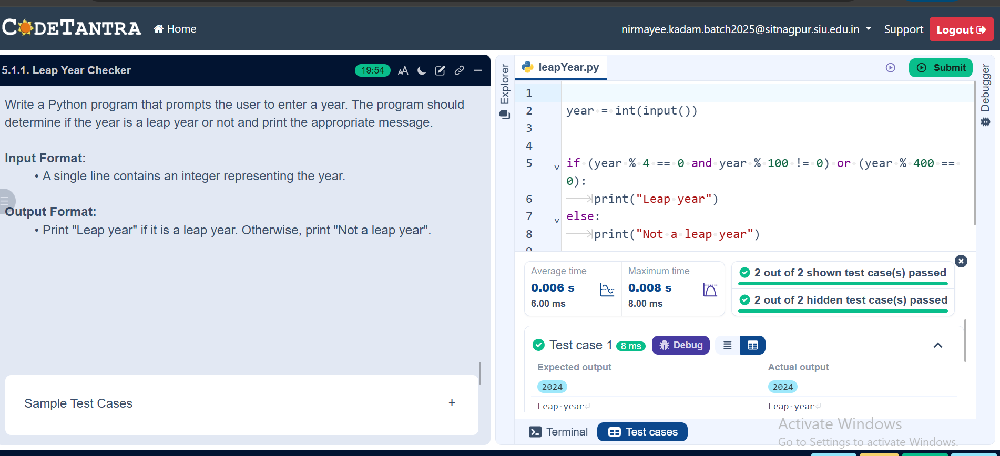 CODETANTRA Home
nirmayee.kadam.batch2025@sitnagpur.siu.edu.in Support Logout
5.1.1. Leap Year Checker
19:54 AA
Write a Python program that prompts the user to enter a year. The program should
determine if the year is a leap year or not and print the appropriate message.
Input Format:
• A single line contains an integer representing the year.
Output Format:
• Print "Leap year" if it is a leap year. Otherwise, print "Not a leap year".
Sample Test Cases +
Explorer
leapYear.py
Submit
Debugger
1
2 year = int(input())
3
4
5 if (year % 4 == 0 and year % 100 != 0) or (year % 400 ==
0):
6 print("Leap year")
7 else:
8 print("Not a leap year")
9
Average time
0.006 s
6.00 ms
Maximum time
0.008 s
8.00 ms
2 out of 2 shown test case(s) passed
2 out of 2 hidden test case(s) passed
Test case 1 8 ms Debug
Expected output Actual output
2024 2024
Leap year Leap year
Terminal Test cases
Activate Windows
Go to Settings to activate Windows.